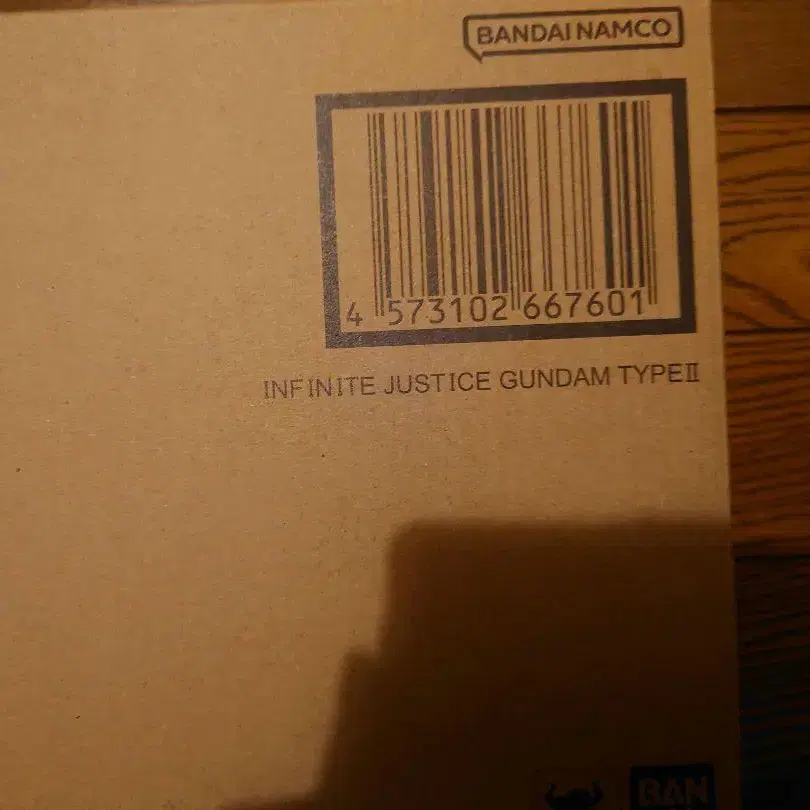 BANDAI NAMCO
4 573102 667601
INFINITE JUSTICE GUNDAM TYPEⅡ
BAN